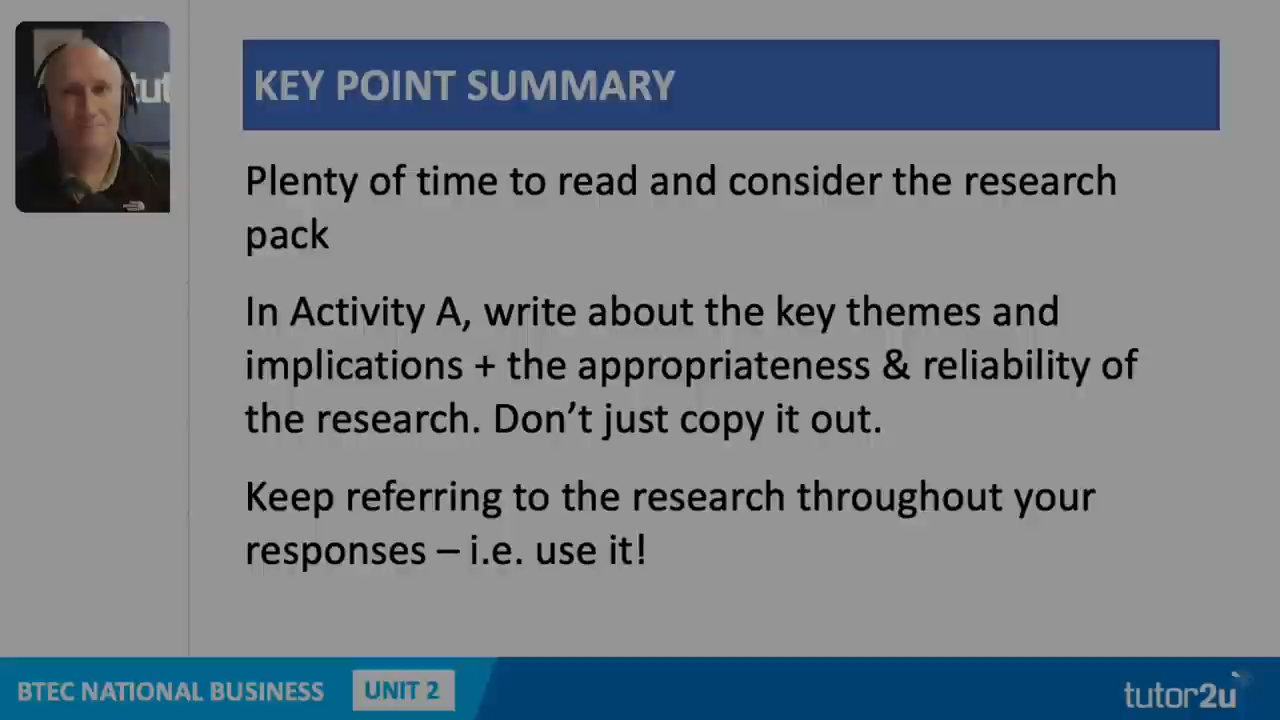 tut
KEY POINT SUMMARY
Plenty of time to read and consider the research
pack
In Activity A, write about the key themes and
implications + the appropriateness & reliability of
the research. Don’t just copy it out.
Keep referring to the research throughout your
responses – i.e. use it!
BTEC NATIONAL BUSINESS
UNIT 2
tutor2u